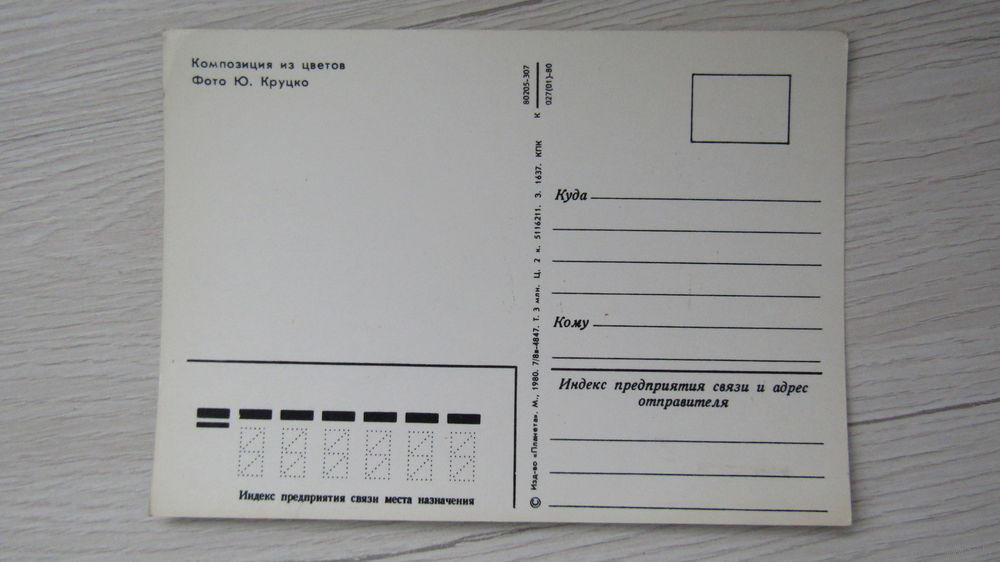 Композиция из цветов
Фото Ю. Круцко
© Изд-во «Планета». М., 1980. 7/8в-4847. Т. 3 млн. Ц. 2 к. 5116211. З. 1637. КПК
К 80205-307
027(01)-80
Куда
Кому
Индекс предприятия связи и адрес
отправителя
Индекс предприятия связи места назначения